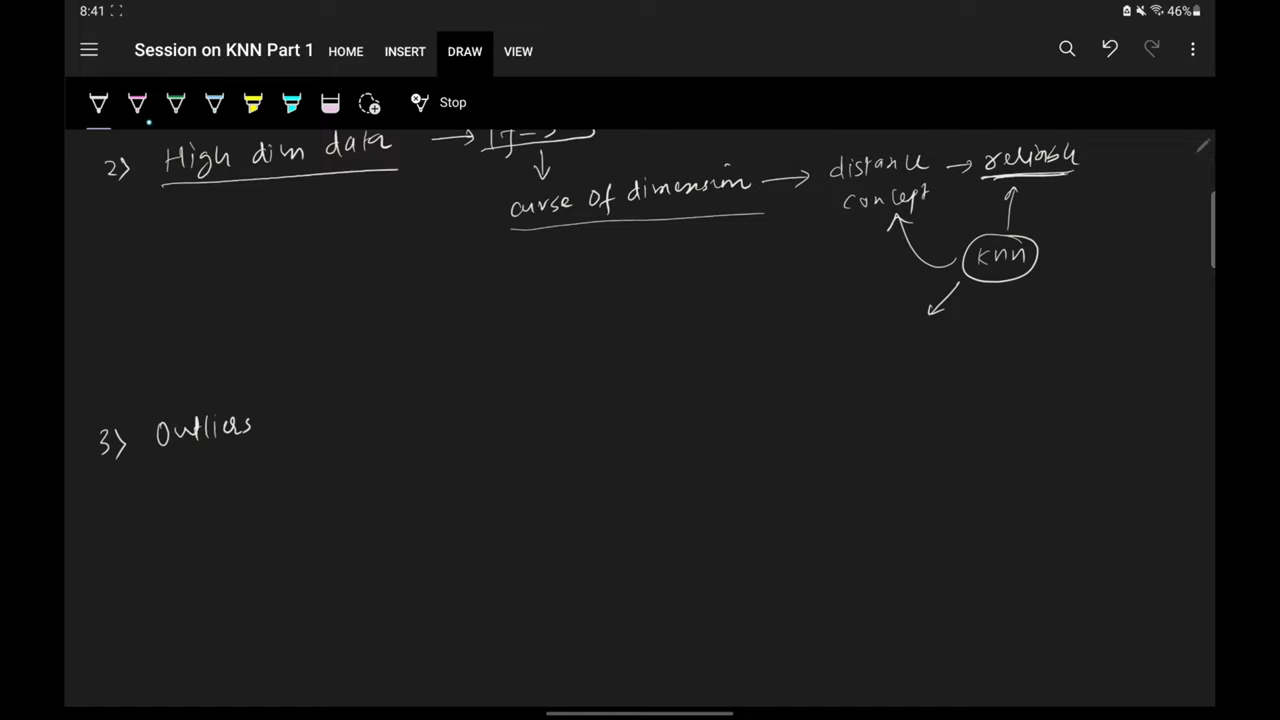 8:41
46%
Session on KNN Part 1 HOME INSERT DRAW VIEW
Stop
2) High dim data →
curse of dimension → distance concept → reliable
Knn
3) Outliers